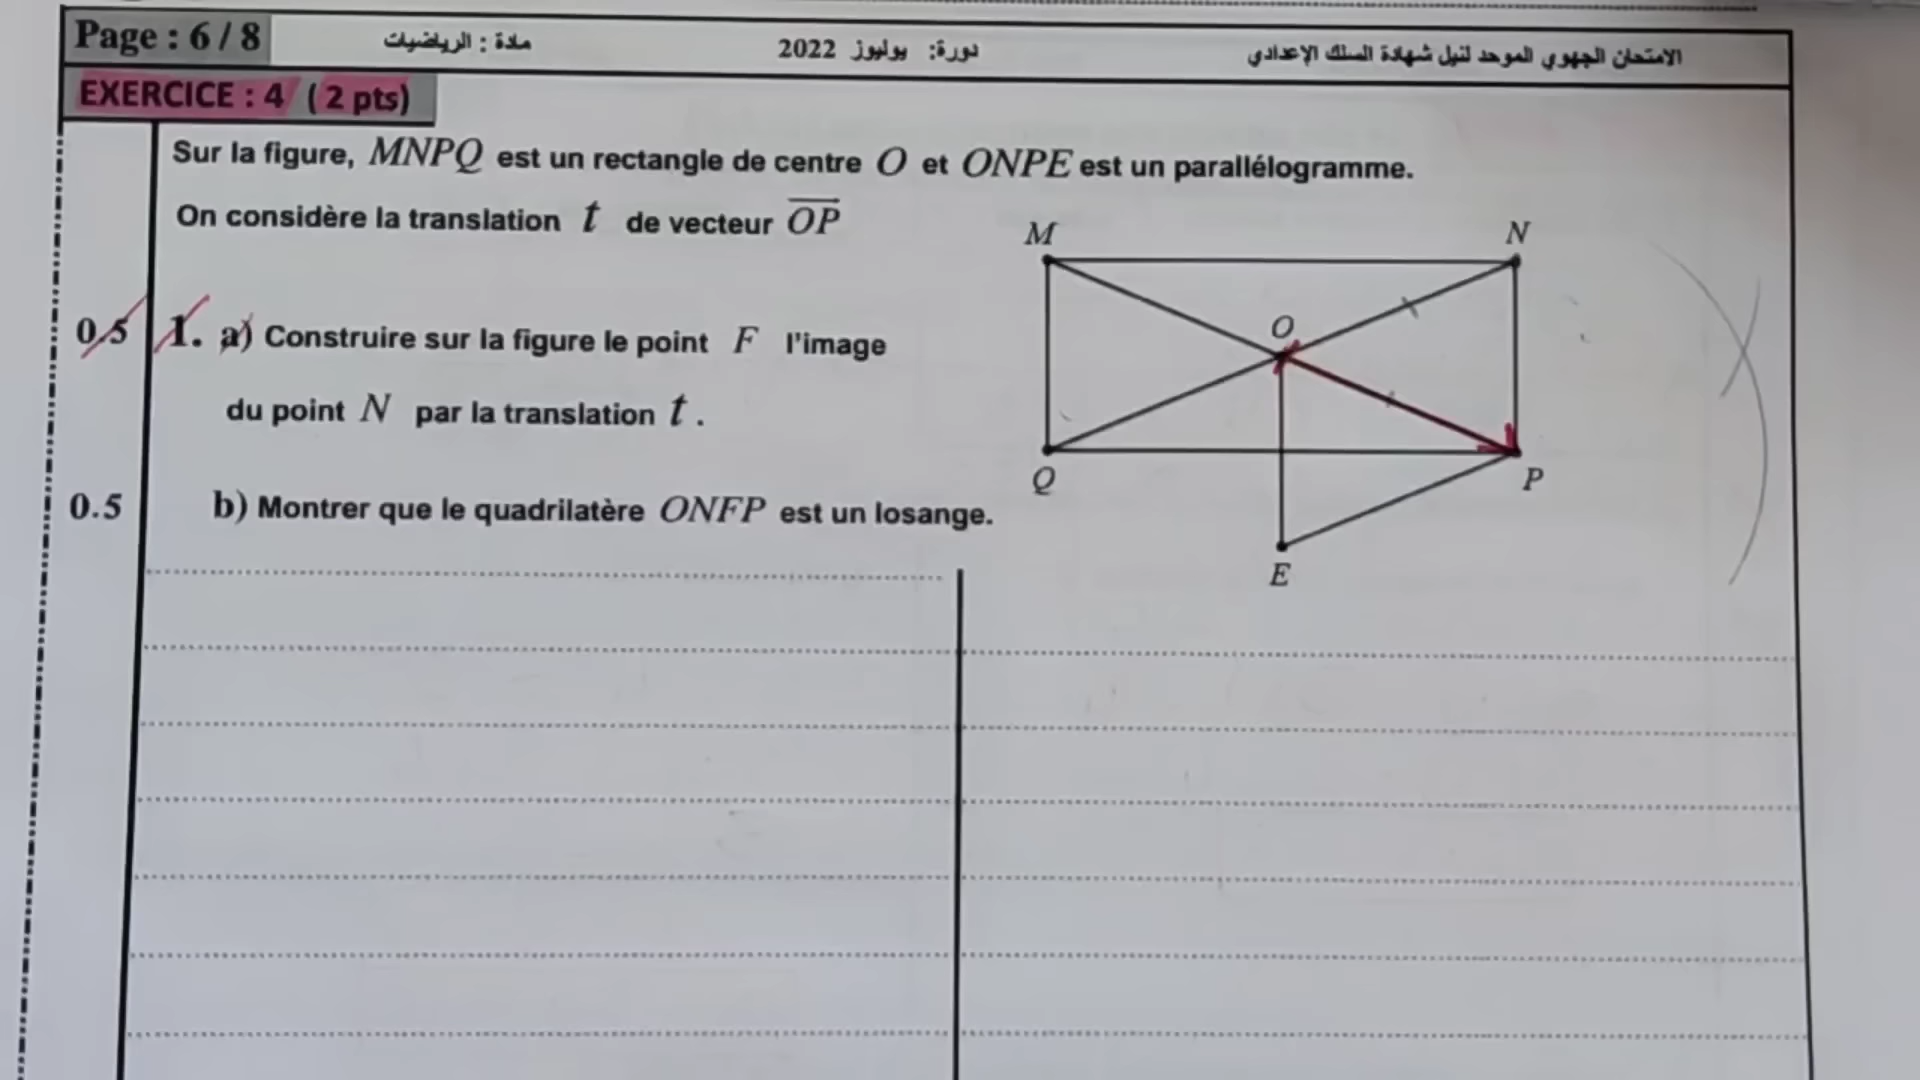 Page : 6 / 8
مادة : الرياضيات
دورة: يوليوز 2022
الامتحان الجهوي الموحد لنيل شهادة السلك الإعدادي
EXERCICE : 4 ( 2 pts)
Sur la figure, MNPQ est un rectangle de centre O et ONPE est un parallélogramme.
On considère la translation t de vecteur OP
M
N
O
Q
P
E
0.5 1. a) Construire sur la figure le point F l'image
du point N par la translation t .
0.5 b) Montrer que le quadrilatère ONFP est un losange.